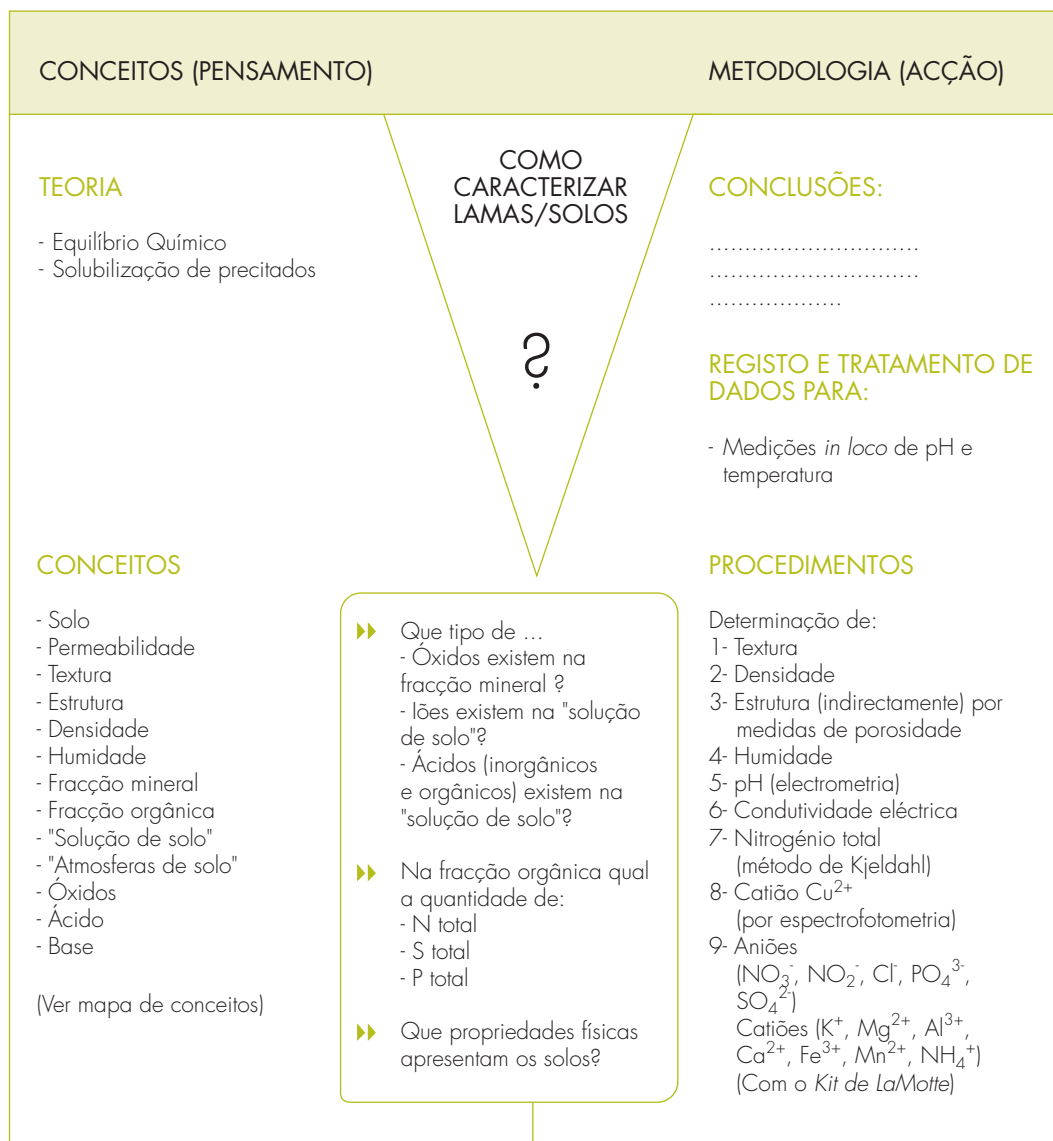 CONCEITOS (PENSAMENTO)
METODOLOGIA (ACÇÃO)
COMO
CARACTERIZAR
LAMAS/SOLOS
?
TEORIA
- Equilíbrio Químico
- Solubilização de precitados
CONCEITOS
- Solo
- Permeabilidade
- Textura
- Estrutura
- Densidade
- Humidade
- Fracção mineral
- Fracção orgânica
- "Solução de solo"
- "Atmosferas de solo"
- Óxidos
- Ácido
- Base
(Ver mapa de conceitos)
Que tipo de ...
- Óxidos existem na
fracção mineral ?
- Iões existem na "solução
de solo"?
- Ácidos (inorgânicos
e orgânicos) existem na
"solução de solo"?
Na fracção orgânica qual
a quantidade de:
- N total
- S total
- P total
Que propriedades físicas
apresentam os solos?
CONCLUSÕES:
................................
................................
...................
REGISTO E TRATAMENTO DE
DADOS PARA:
- Medições in loco de pH e
temperatura
PROCEDIMENTOS
Determinação de:
1- Textura
2- Densidade
3- Estrutura (indirectamente) por
medidas de porosidade
4- Humidade
5- pH (electrometria)
6- Condutividade eléctrica
7- Nitrogénio total
(método de Kjeldahl)
8- Catião Cu²⁺
(por espectrofotometria)
9- Aniões
(NO₃⁻, NO₂⁻, Cl⁻, PO₄³⁻,
SO₄²⁻)
Catiões (K⁺, Mg²⁺, Al³⁺,
Ca²⁺, Fe³⁺, Mn²⁺, NH₄⁺)
(Com o Kit de LaMotte)